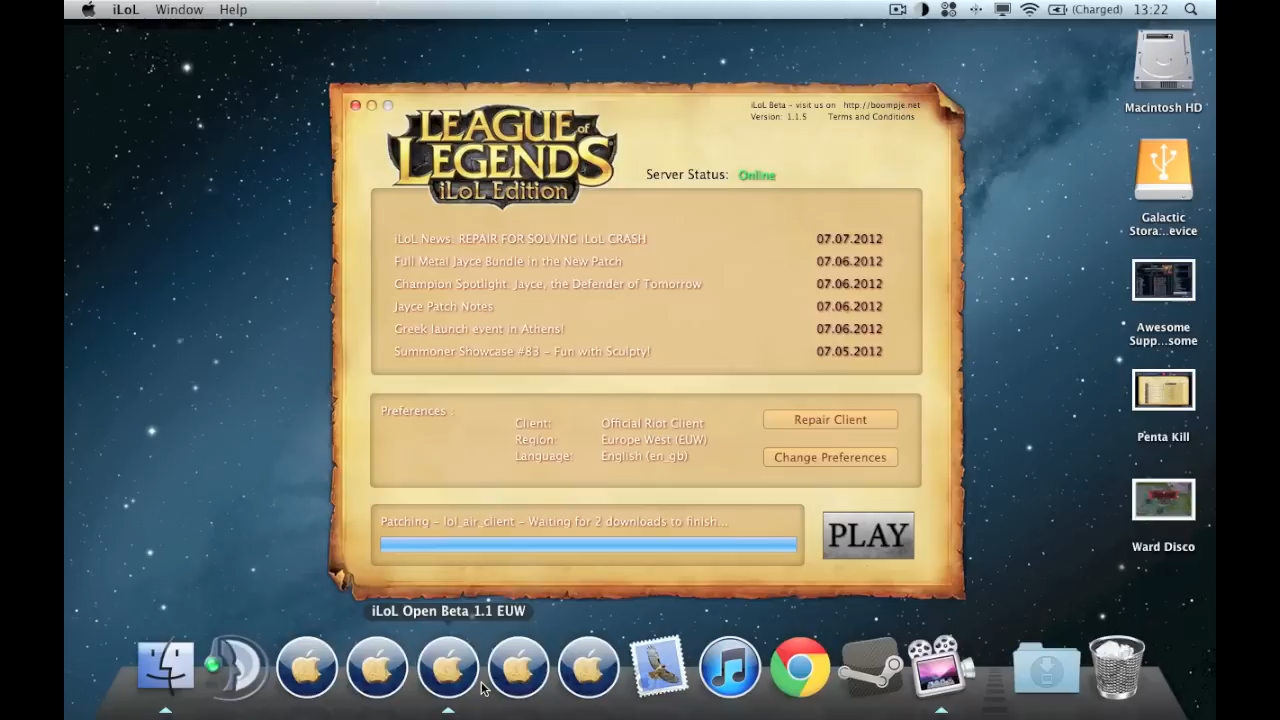 iLoL Window Help
(Charged) 13:22
Macintosh HD
Galactic
Stora...evice
Awesome
Supp...some
Penta Kill
Ward Disco
LEAGUE of
LEGENDS
iLoL Edition
iLoL Beta - visit us on http://boompje.net
Version: 1.1.5 Terms and Conditions
Server Status: Online
iLoL News: REPAIR FOR SOLVING iLoL CRASH 07.07.2012
Full Metal Jayce Bundle in the New Patch 07.06.2012
Champion Spotlight. Jayce, the Defender of Tomorrow 07.06.2012
Jayce Patch Notes 07.06.2012
Greek launch event in Athens! 07.06.2012
Summoner Showcase #83 - Fun with Sculpty! 07.05.2012
Preferences :
Client: Official Riot Client
Region: Europe West (EUW)
Language: English (en_gb)
Repair Client
Change Preferences
Patching - lol_air_client - Waiting for 2 downloads to finish...
PLAY
iLoL Open Beta 1.1 EUW